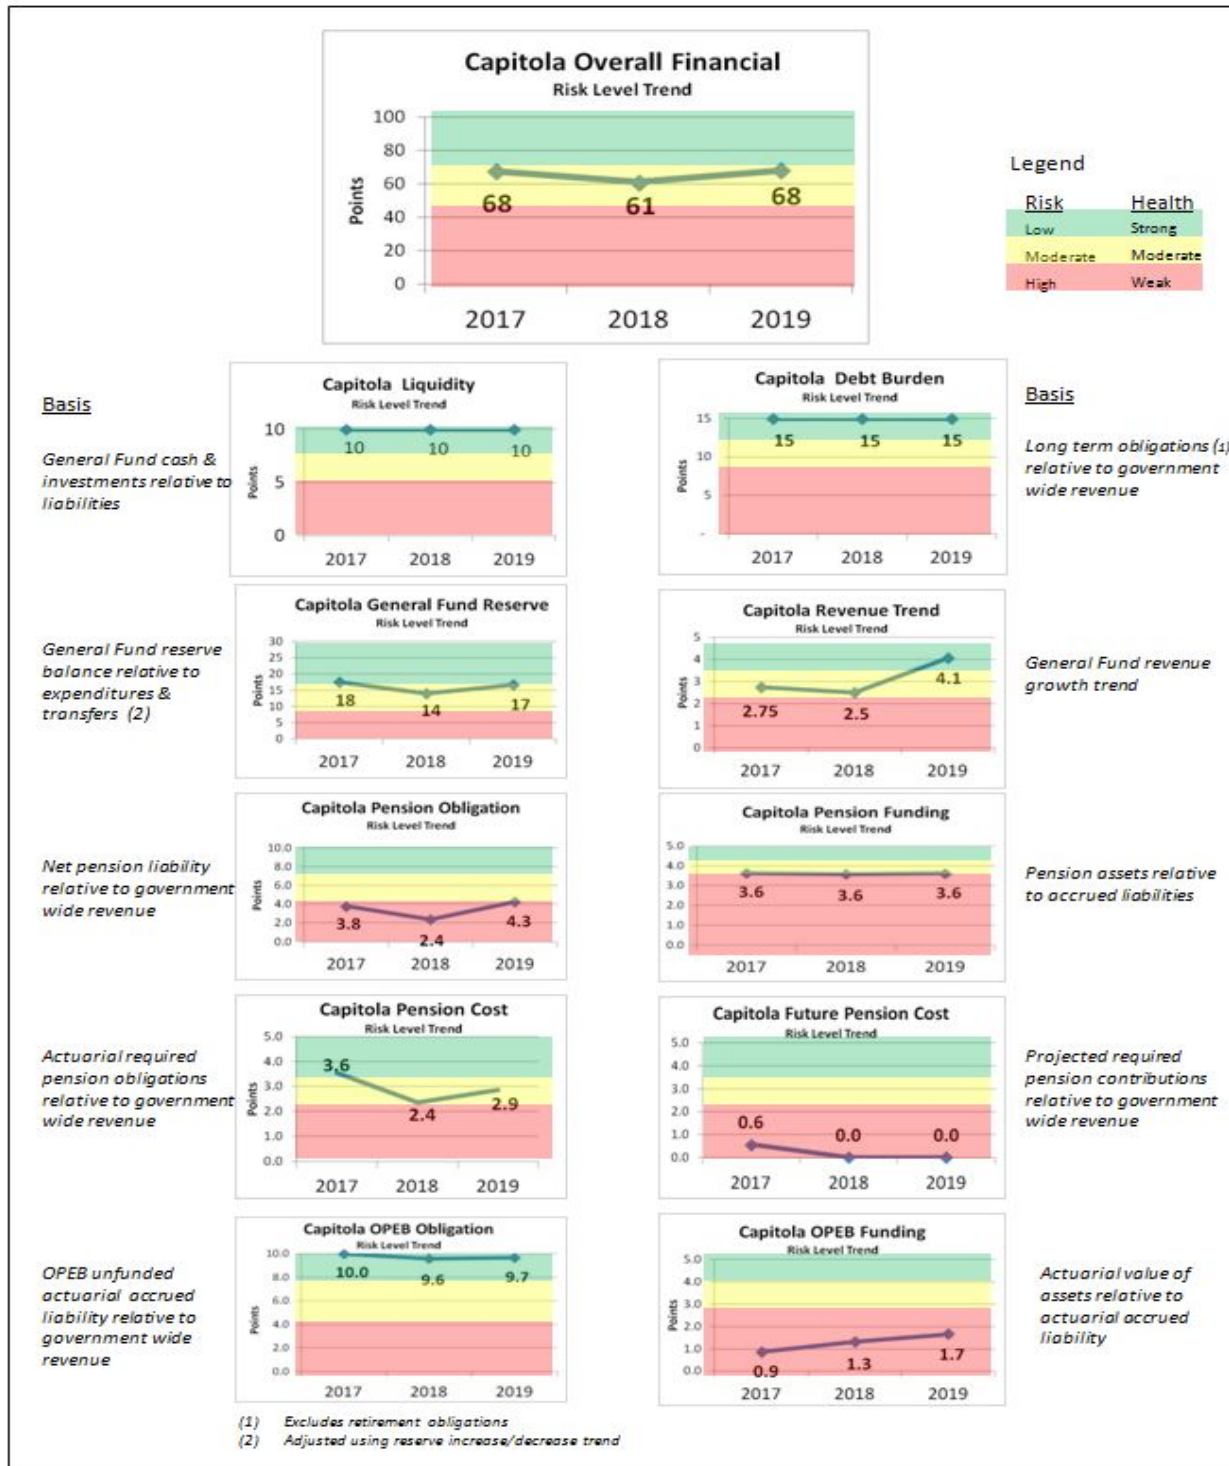 Capitola Overall Financial
Risk Level Trend
100
80
60
40
20
0
Points
68
61
68
2017 2018 2019
Legend
Risk Health
Low Strong
Moderate Moderate
High Weak
Basis
General Fund cash &
investments relative to
liabilities
Capitola Liquidity
Risk Level Trend
10
5
0
Points
10 10 10
2017 2018 2019
Capitola Debt Burden
Risk Level Trend
15
10
5
-
Points
15 15 15
2017 2018 2019
Basis
Long term obligations (1)
relative to government
wide revenue
General Fund reserve
balance relative to
expenditures &
transfers (2)
Capitola General Fund Reserve
Risk Level Trend
30
25
20
15
10
5
0
Points
18 14 17
2017 2018 2019
Capitola Revenue Trend
Risk Level Trend
5
4
3
2
1
0
Points
2.75 2.5 4.1
2017 2018 2019
General Fund revenue
growth trend
Net pension liability
relative to government
wide revenue
Capitola Pension Obligation
Risk Level Trend
10.0
8.0
6.0
4.0
2.0
0.0
Points
3.8 2.4 4.3
2017 2018 2019
Capitola Pension Funding
Risk Level Trend
5.0
4.0
3.0
2.0
1.0
0.0
Points
3.6 3.6 3.6
2017 2018 2019
Pension assets relative
to accrued liabilities
Actuarial required
pension obligations
relative to government
wide revenue
Capitola Pension Cost
Risk Level Trend
5.0
4.0
3.0
2.0
1.0
0.0
Points
3.6 2.4 2.9
2017 2018 2019
Capitola Future Pension Cost
Risk Level Trend
5.0
4.0
3.0
2.0
1.0
0.0
Points
0.6 0.0 0.0
2017 2018 2019
Projected required
pension contributions
relative to government
wide revenue
OPEB unfunded
actuarial accrued
liability relative to
government wide
revenue
Capitola OPEB Obligation
Risk Level Trend
10.0
8.0
6.0
4.0
2.0
0.0
Points
10.0 9.6 9.7
2017 2018 2019
Capitola OPEB Funding
Risk Level Trend
5.0
4.0
3.0
2.0
1.0
0.0
Points
0.9 1.3 1.7
2017 2018 2019
Actuarial value of
assets relative to
actuarial accrued
liability
(1) Excludes retirement obligations
(2) Adjusted using reserve increase/decrease trend